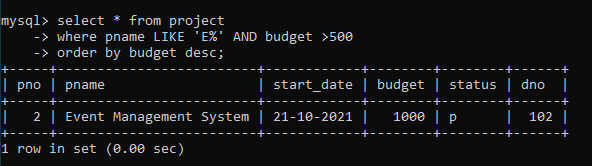 mysql> select * from project
    -> where pname LIKE 'E%' AND budget >500
    -> order by budget desc;
+-----+-------------------------+------------+--------+--------+------+
| pno | pname                   | start_date | budget | status | dno  |
+-----+-------------------------+------------+--------+--------+------+
|   2 | Event Management System | 21-10-2021 |   1000 | p      |  102 |
+-----+-------------------------+------------+--------+--------+------+
1 row in set (0.00 sec)